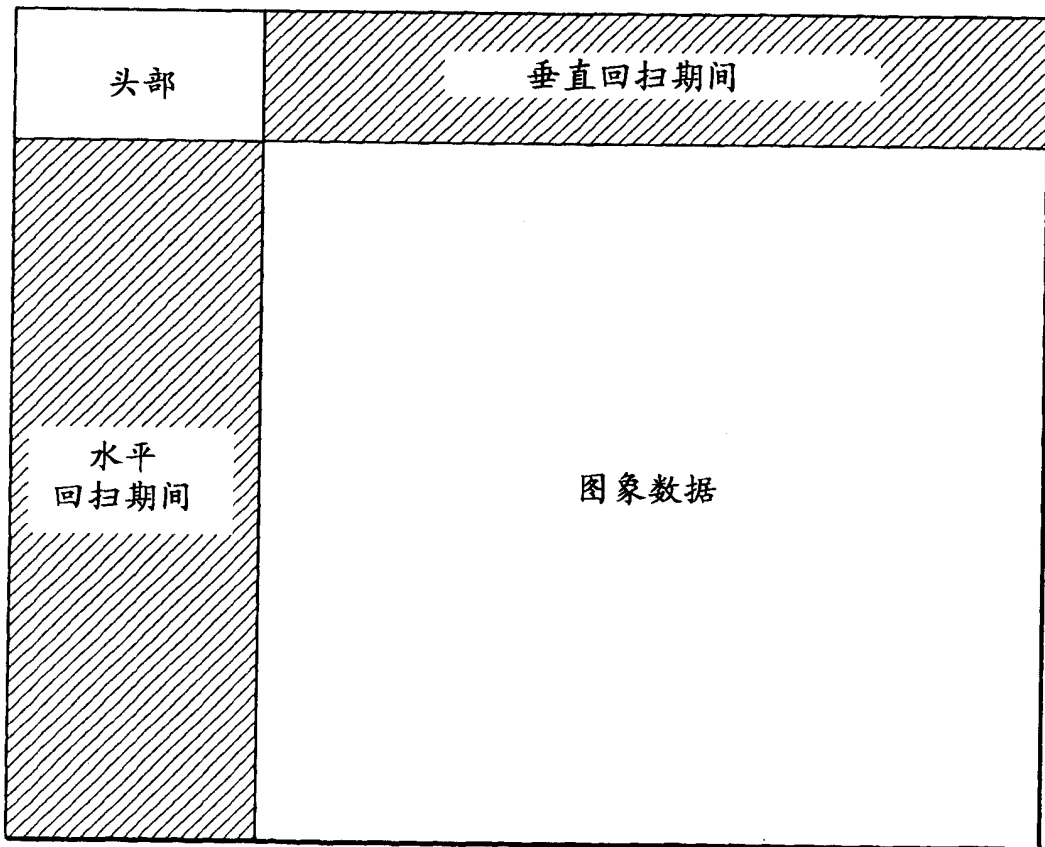 头部
垂直回扫期间
水平
回扫期间
图象数据